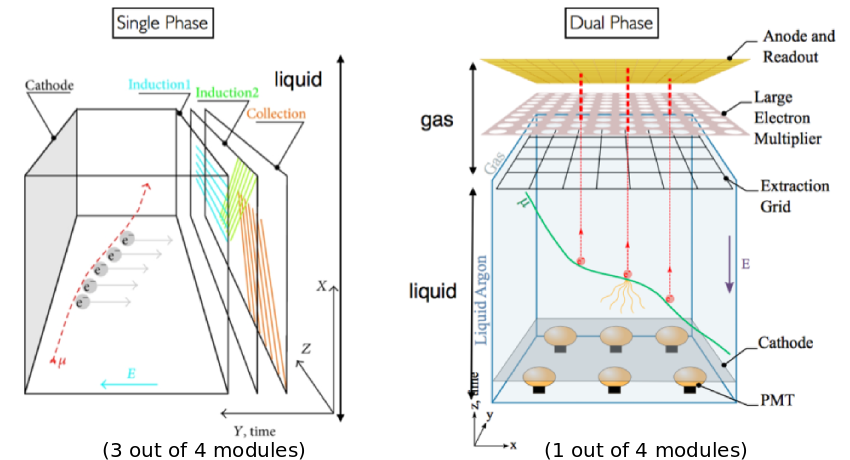 Single Phase
liquid
Cathode
Induction1
Induction2
Collection
e⁻
e⁻
e⁻
e⁻
e⁻
μ
E
X
Z
Y, time
(3 out of 4 modules)
Dual Phase
Anode and
Readout
gas
Large
Electron
Multiplier
Gas
Extraction
Grid
μ
E
liquid
Liquid Argon
Cathode
PMT
z, time
y
x
(1 out of 4 modules)